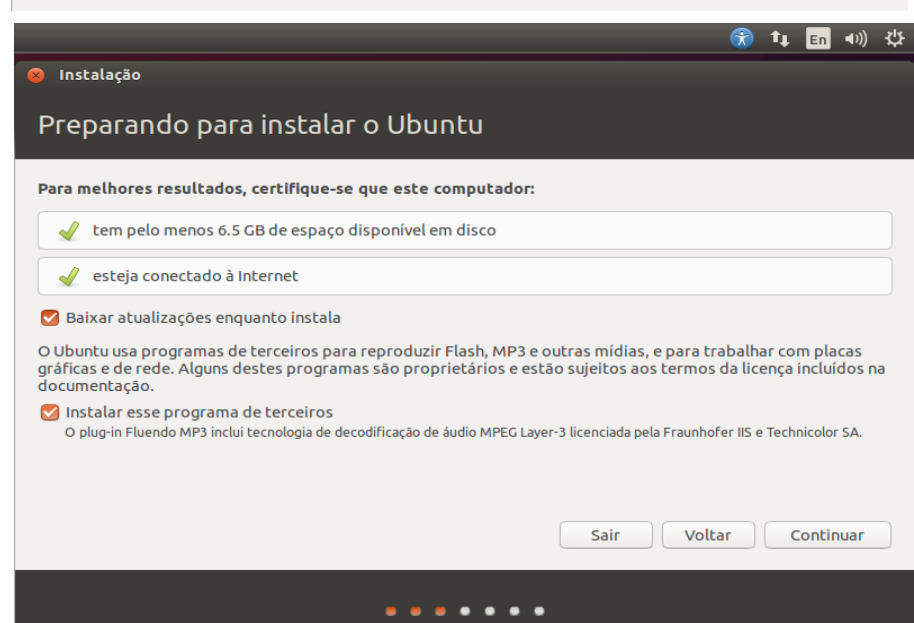 En
Instalação
Preparando para instalar o Ubuntu
Para melhores resultados, certifique-se que este computador:
tem pelo menos 6.5 GB de espaço disponível em disco
esteja conectado à Internet
Baixar atualizações enquanto instala
O Ubuntu usa programas de terceiros para reproduzir Flash, MP3 e outras mídias, e para trabalhar com placas
gráficas e de rede. Alguns destes programas são proprietários e estão sujeitos aos termos da licença incluídos na
documentação.
Instalar esse programa de terceiros
O plug-in Fluendo MP3 inclui tecnologia de decodificação de áudio MPEG Layer-3 licenciada pela Fraunhofer IIS e Technicolor SA.
Sair Voltar Continuar